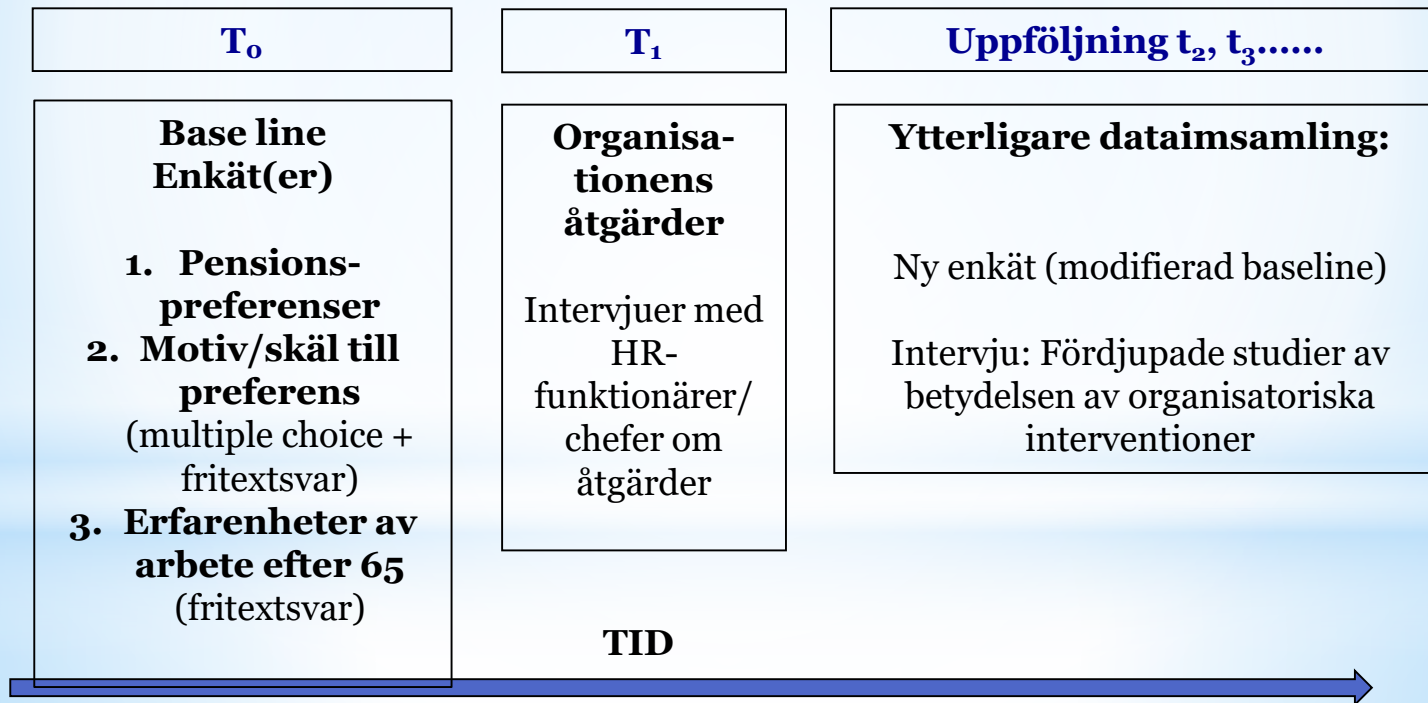 T₀
Base line
Enkät(er)
1. Pensions-
preferenser
2. Motiv/skäl till
preferens
(multiple choice +
fritextsvar)
3. Erfarenheter av
arbete efter 65
(fritextsvar)
T₁
Organisa-
tionens
åtgärder
Intervjuer med
HR-
funktionärer/
chefer om
åtgärder
Uppföljning t₂, t₃……
Ytterligare dataimsamling:
Ny enkät (modifierad baseline)
Intervju: Fördjupade studier av
betydelsen av organisatoriska
interventioner
TID